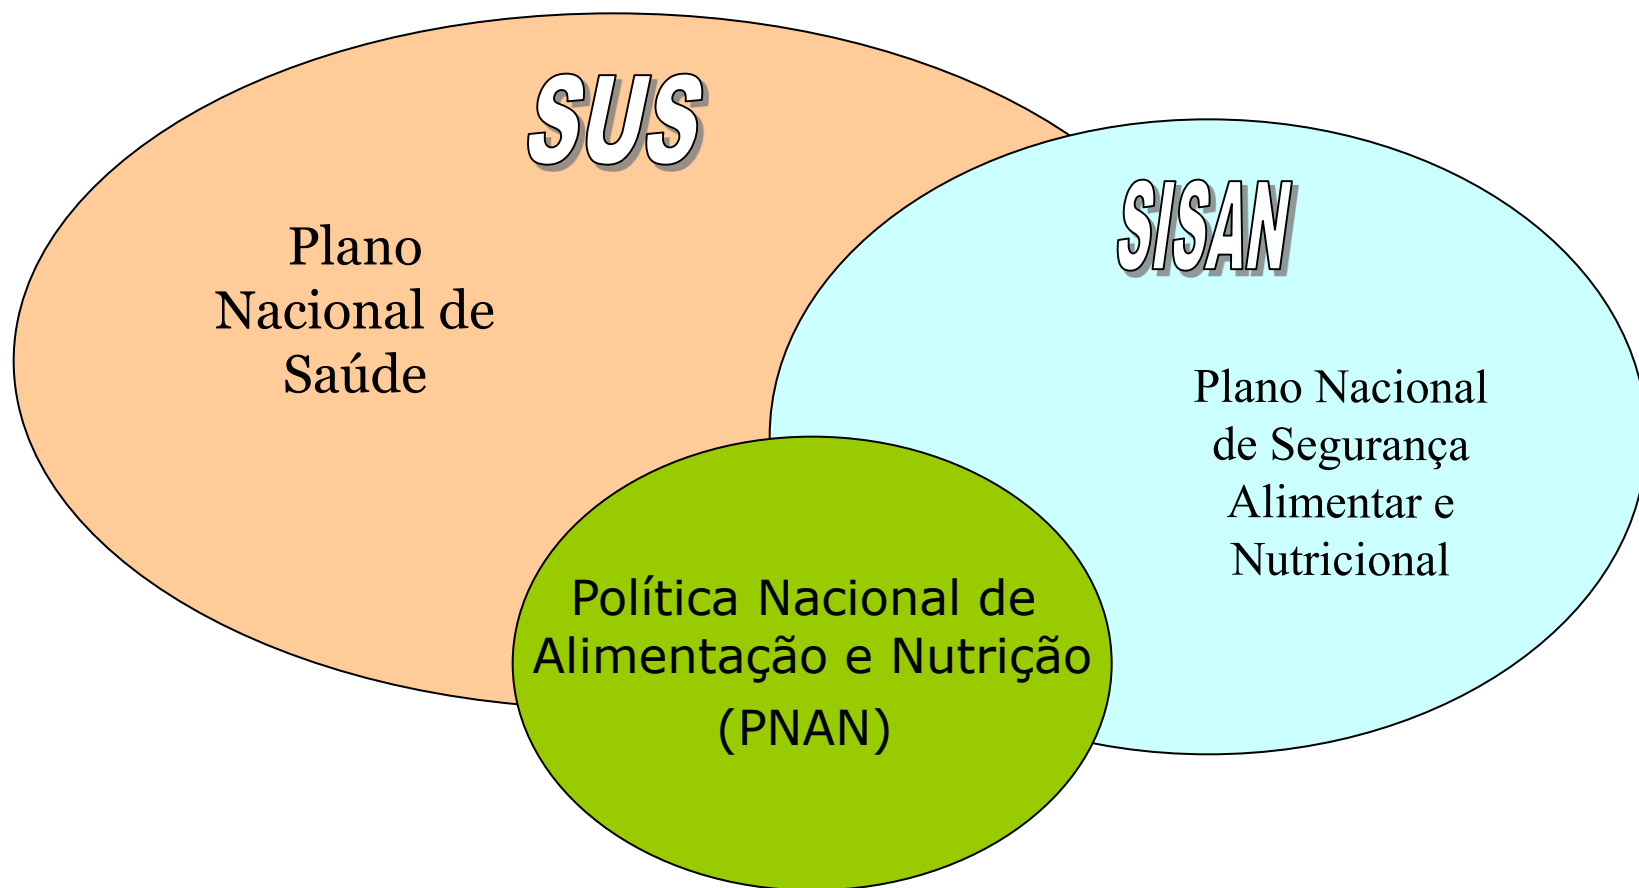 SUS
Plano
Nacional de
Saúde
SISAN
Plano Nacional
de Segurança
Alimentar e
Nutricional
Política Nacional de
Alimentação e Nutrição
(PNAN)